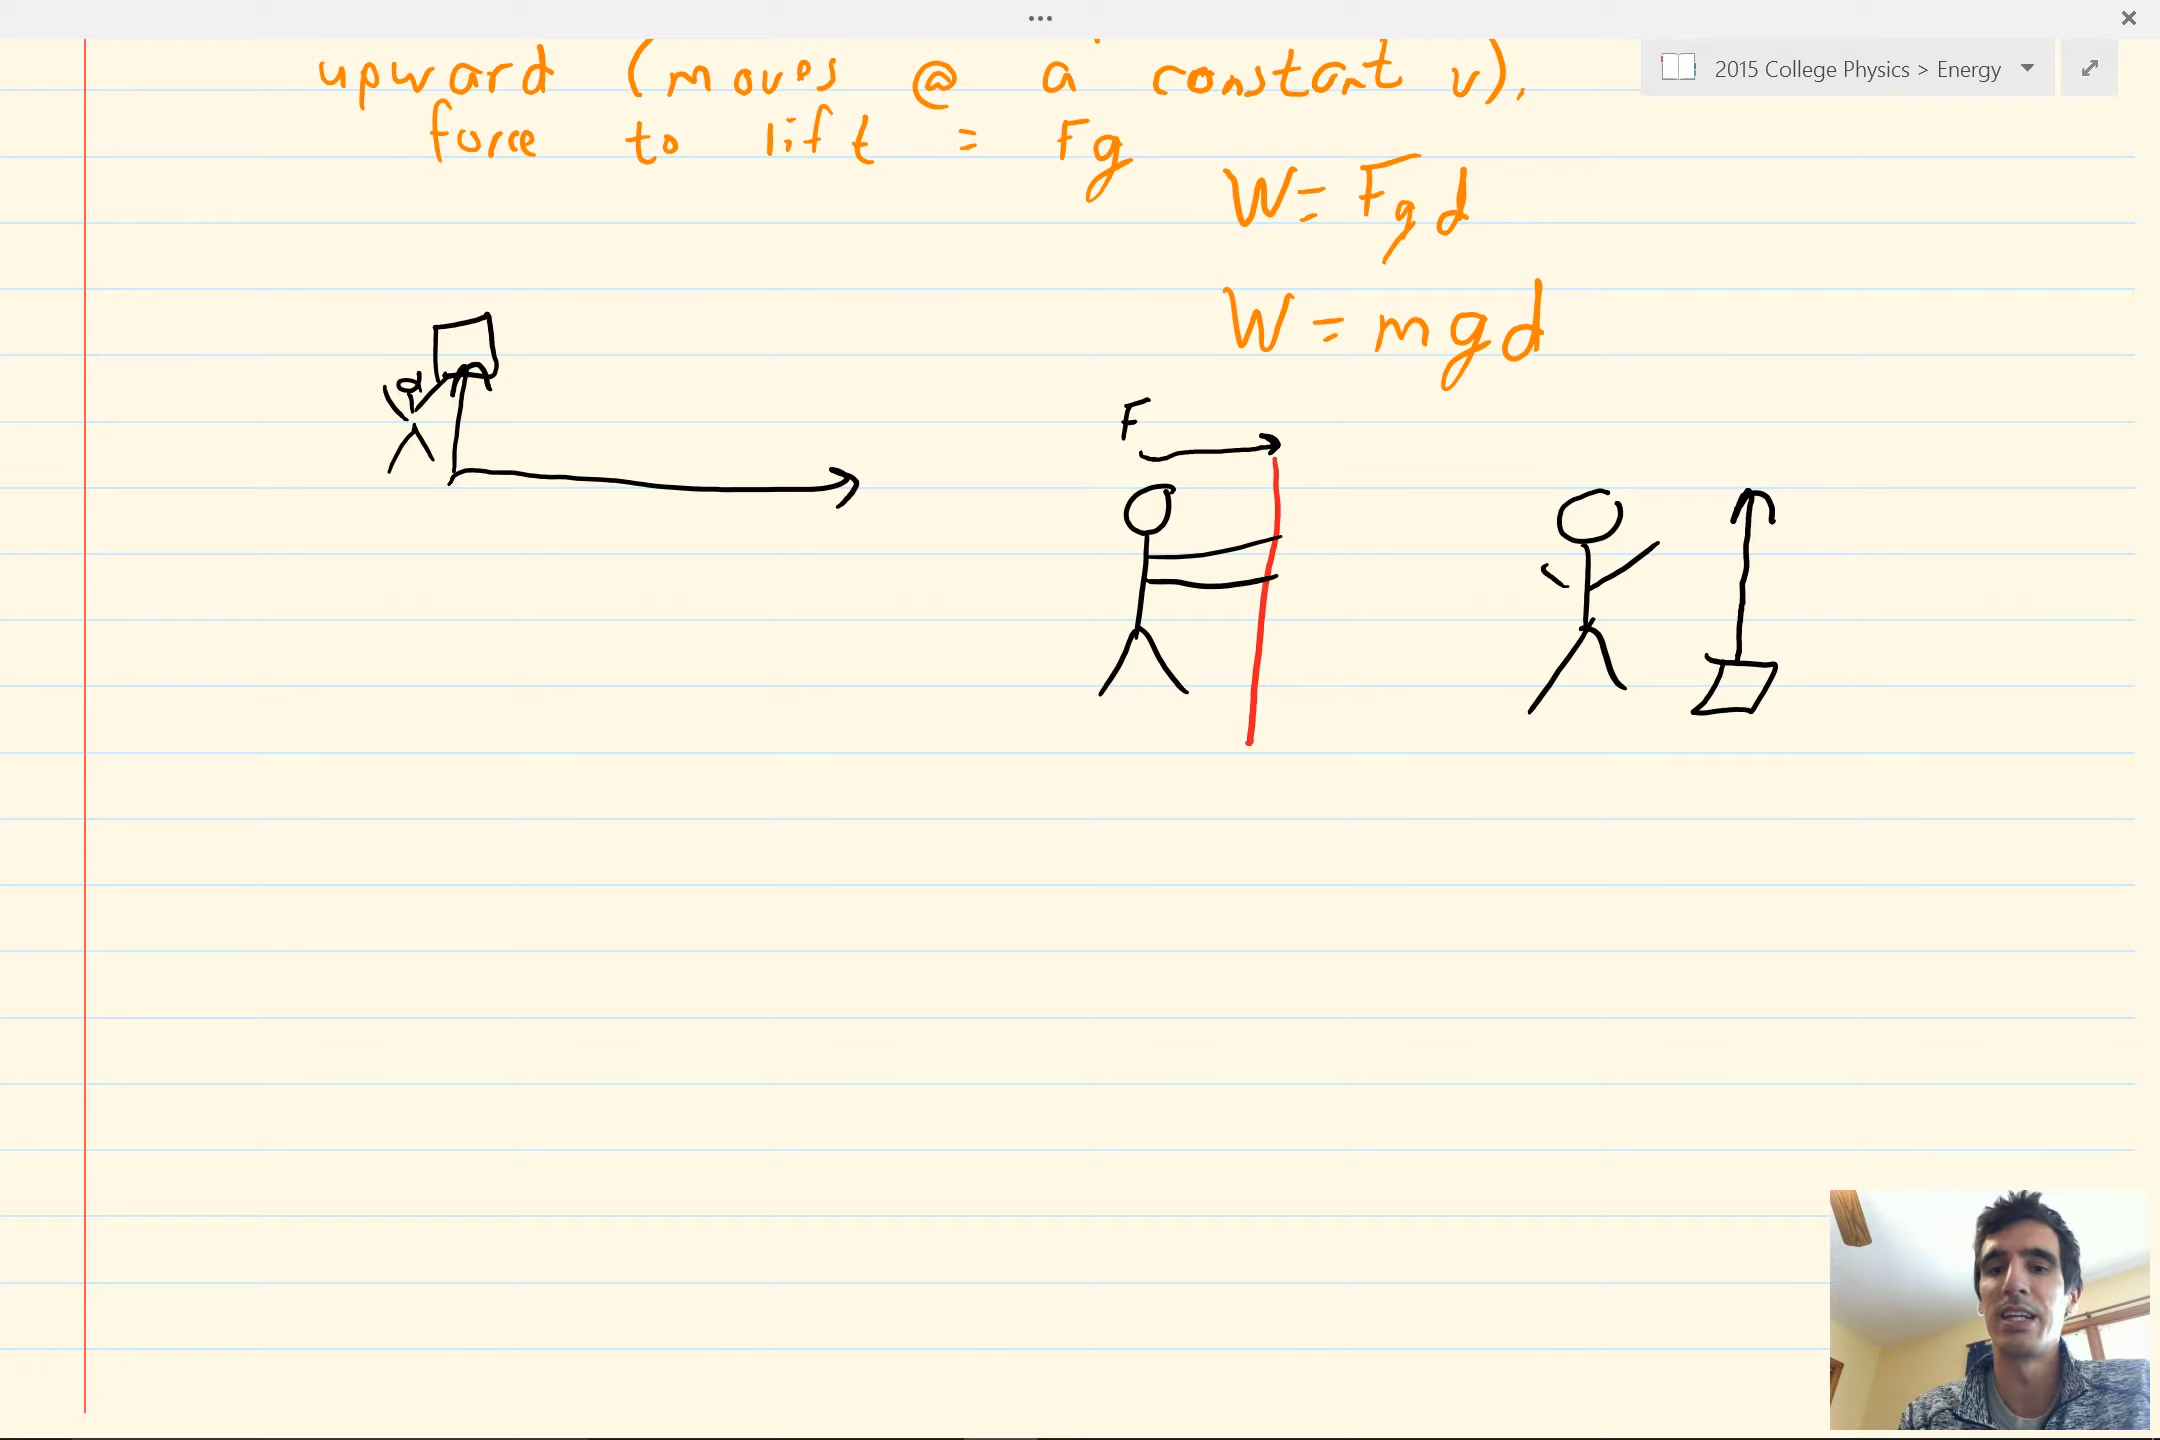 upward (moves @ a constant v),
2015 College Physics > Energy
force to lift = Fg
W = Fg d
W = mgd
F